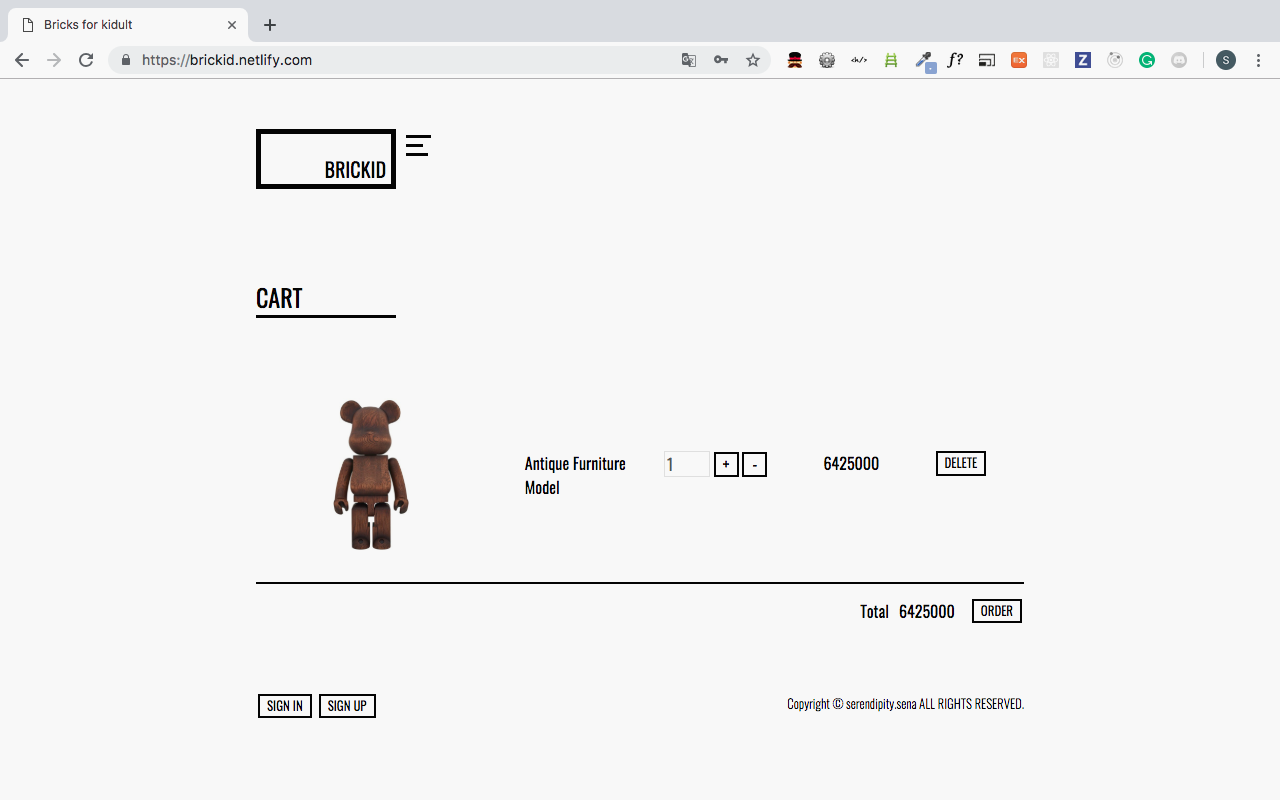 Bricks for kidult
https://brickid.netlify.com
f?
EX
Z
S
BRICKID
CART
Antique Furniture
Model
1
+
-
6425000
DELETE
Total 6425000
ORDER
SIGN IN
SIGN UP
Copyright © serendipity.sena ALL RIGHTS RESERVED.